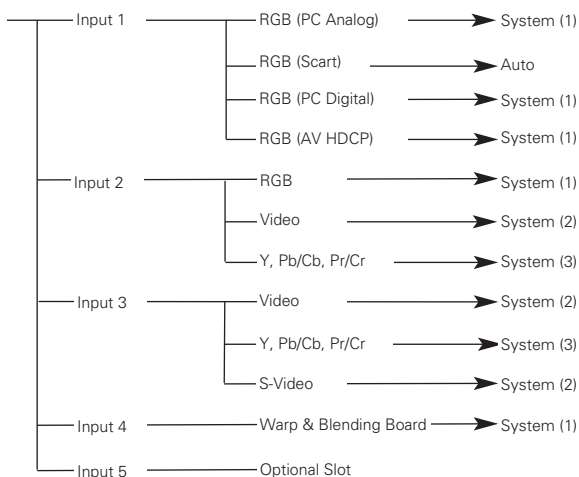 Input 1 RGB (PC Analog) System (1)
RGB (Scart) Auto
RGB (PC Digital) System (1)
RGB (AV HDCP) System (1)
Input 2 RGB System (1)
Video System (2)
Y, Pb/Cb, Pr/Cr System (3)
Input 3 Video System (2)
Y, Pb/Cb, Pr/Cr System (3)
S-Video System (2)
Input 4 Warp & Blending Board System (1)
Input 5 Optional Slot